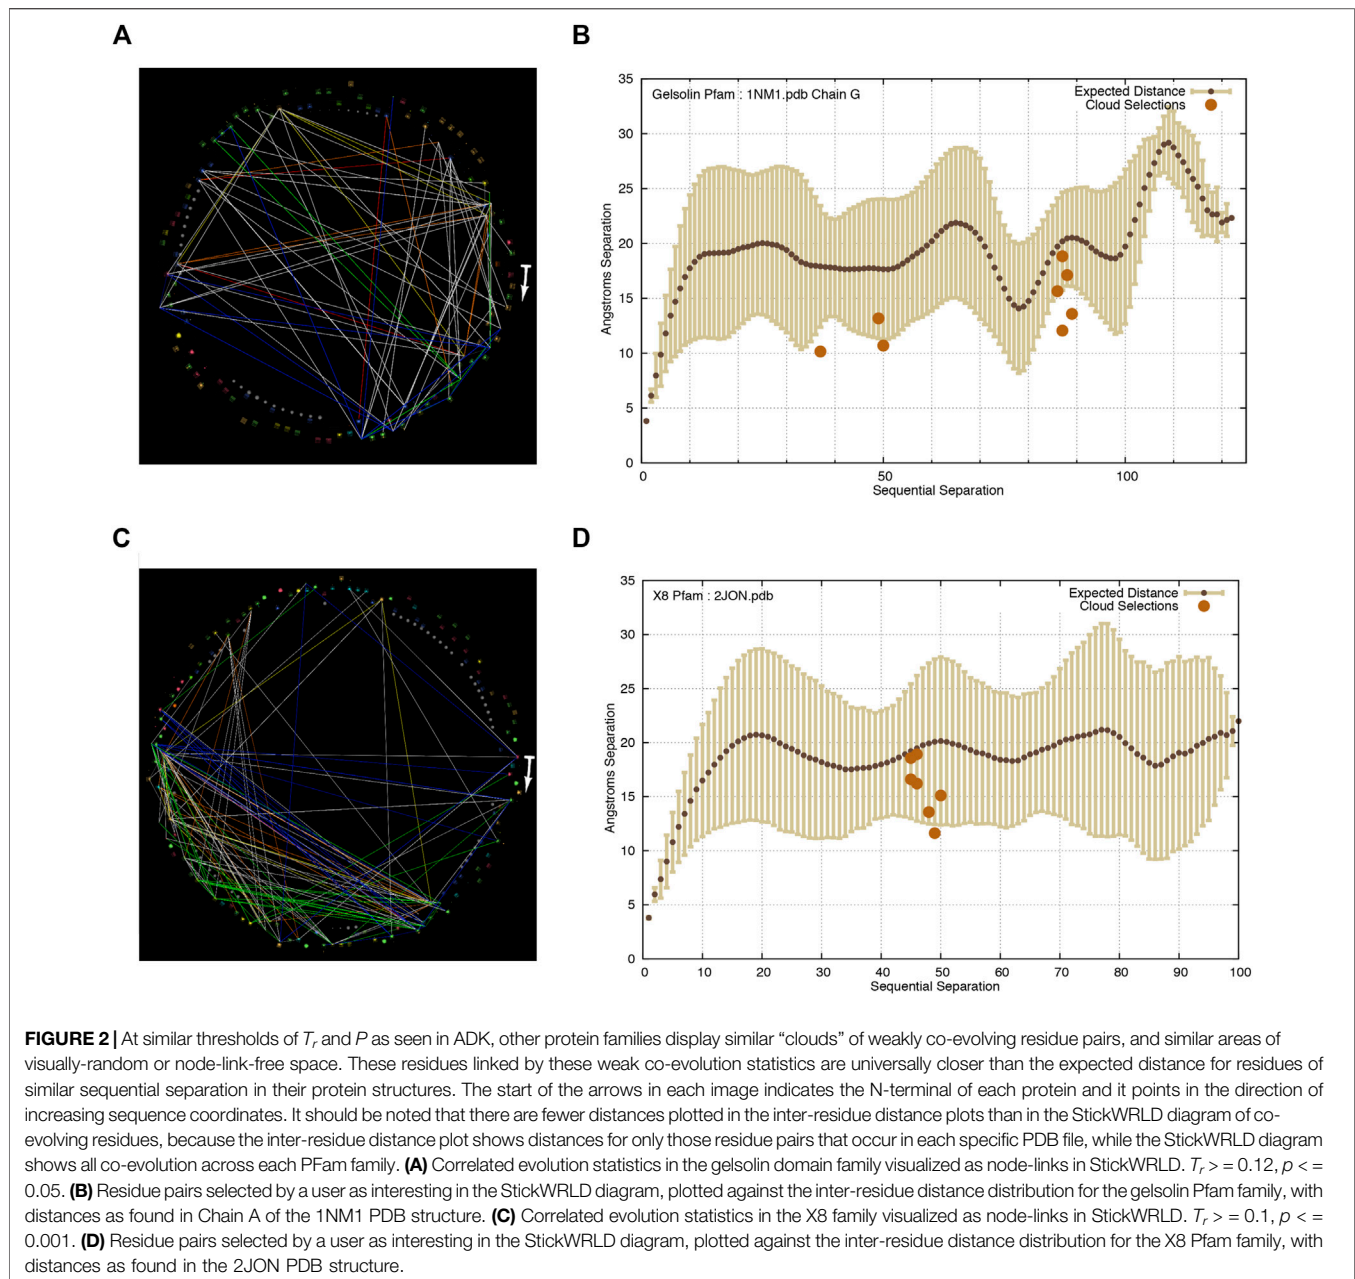 A
B
35
30
25
20
15
10
5
0
Angstroms Separation
Gelsolin Pfam : 1NM1.pdb Chain G
Expected Distance
Cloud Selections
0
50
100
Sequential Separation
C
D
35
30
25
20
15
10
5
0
Angstroms Separation
X8 Pfam : 2JON.pdb
Expected Distance
Cloud Selections
0 10 20 30 40 50 60 70 80 90 100
Sequential Separation
FIGURE 2 | At similar thresholds of Tr and P as seen in ADK, other protein families display similar “clouds” of weakly co-evolving residue pairs, and similar areas of
visually-random or node-link-free space. These residues linked by these weak co-evolution statistics are universally closer than the expected distance for residues of
similar sequential separation in their protein structures. The start of the arrows in each image indicates the N-terminal of each protein and it points in the direction of
increasing sequence coordinates. It should be noted that there are fewer distances plotted in the inter-residue distance plots than in the StickWRLD diagram of co-
evolving residues, because the inter-residue distance plot shows distances for only those residue pairs that occur in each specific PDB file, while the StickWRLD diagram
shows all co-evolution across each PFam family. (A) Correlated evolution statistics in the gelsolin domain family visualized as node-links in StickWRLD. Tr > = 0.12, p < =
0.05. (B) Residue pairs selected by a user as interesting in the StickWRLD diagram, plotted against the inter-residue distance distribution for the gelsolin Pfam family, with
distances as found in Chain A of the 1NM1 PDB structure. (C) Correlated evolution statistics in the X8 family visualized as node-links in StickWRLD. Tr > = 0.1, p < =
0.001. (D) Residue pairs selected by a user as interesting in the StickWRLD diagram, plotted against the inter-residue distance distribution for the X8 Pfam family, with
distances as found in the 2JON PDB structure.